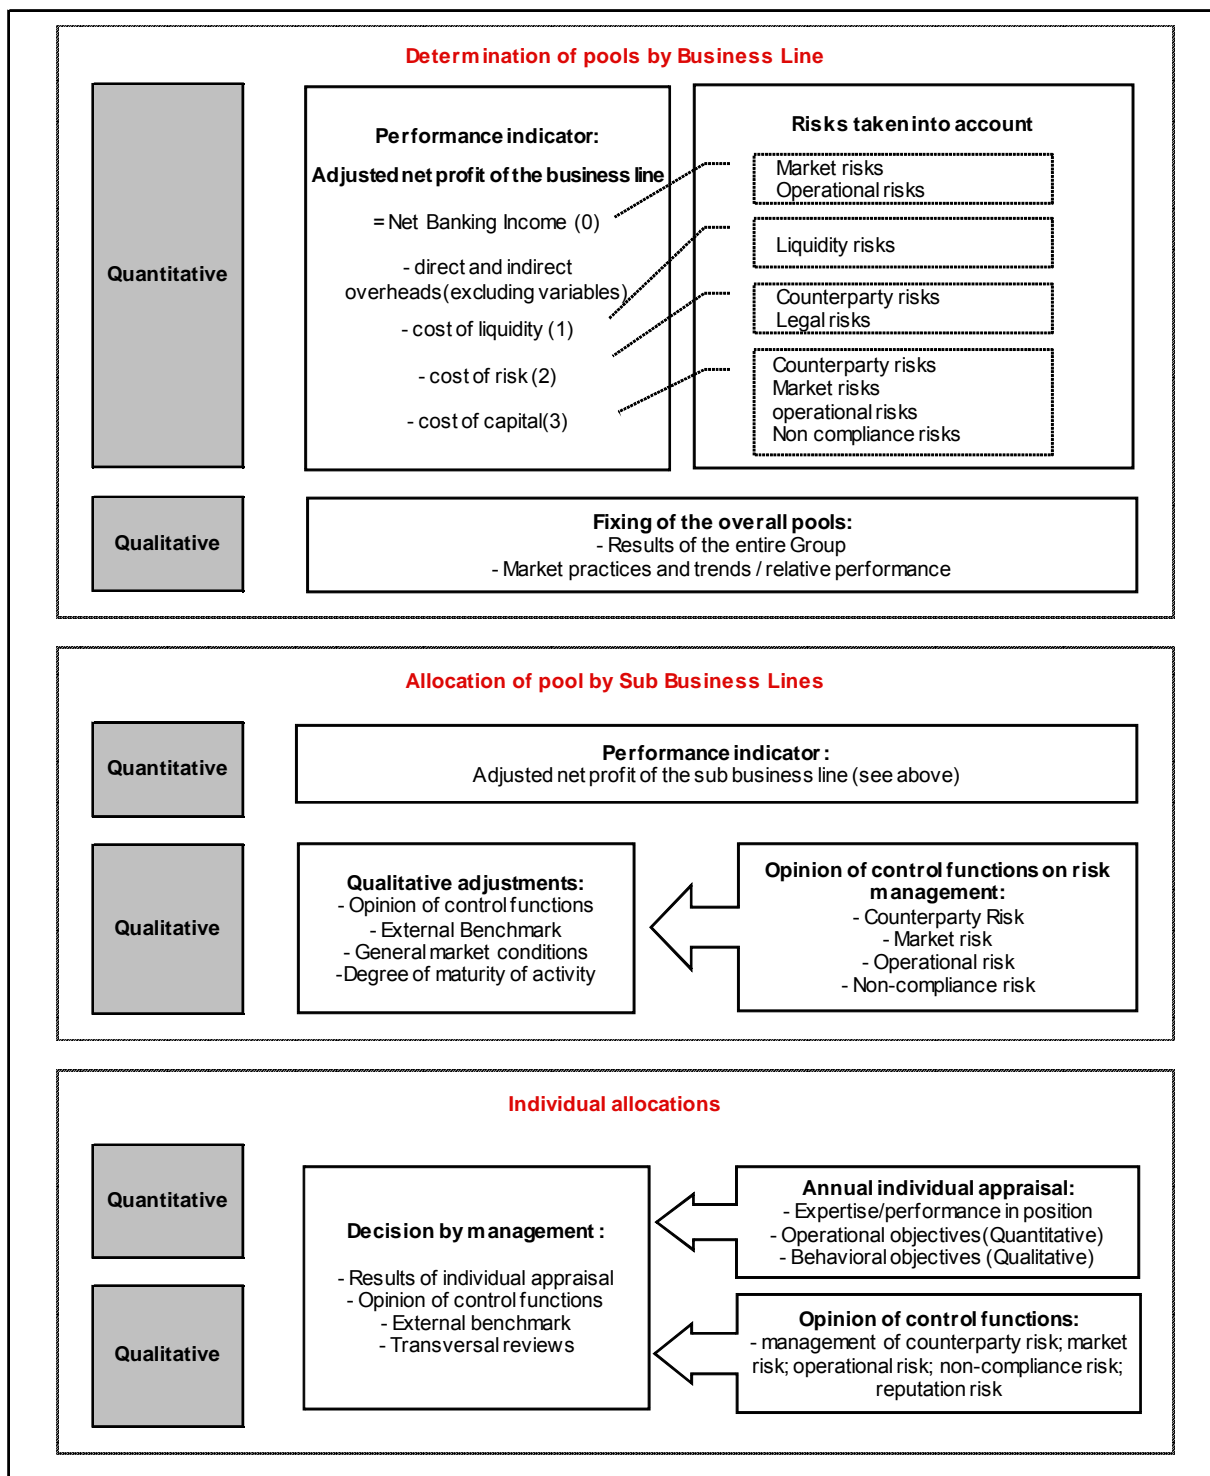 Determination of pools by Business Line
Quantitative
Performance indicator:
Adjusted net profit of the business line
= Net Banking Income (0)
- direct and indirect
overheads (excluding variables)
- cost of liquidity (1)
- cost of risk (2)
- cost of capital(3)
Risks taken into account
Market risks
Operational risks
Liquidity risks
Counterparty risks
Legal risks
Counterparty risks
Market risks
operational risks
Non compliance risks
Qualitative
Fixing of the overall pools:
- Results of the entire Group
- Market practices and trends / relative performance
Allocation of pool by Sub Business Lines
Quantitative
Performance indicator :
Adjusted net profit of the sub business line (see above)
Qualitative
Qualitative adjustments:
- Opinion of control functions
- External Benchmark
- General market conditions
-Degree of maturity of activity
Opinion of control functions on risk
management:
- Counterparty Risk
- Market risk
- Operational risk
- Non-compliance risk
Individual allocations
Quantitative
Qualitative
Decision by management :
- Results of individual appraisal
- Opinion of control functions
- External benchmark
- Transversal reviews
Annual individual appraisal:
- Expertise/performance in position
- Operational objectives (Quantitative)
- Behavioral objectives (Qualitative)
Opinion of control functions:
- management of counterparty risk; market
risk; operational risk; non-compliance risk;
reputation risk